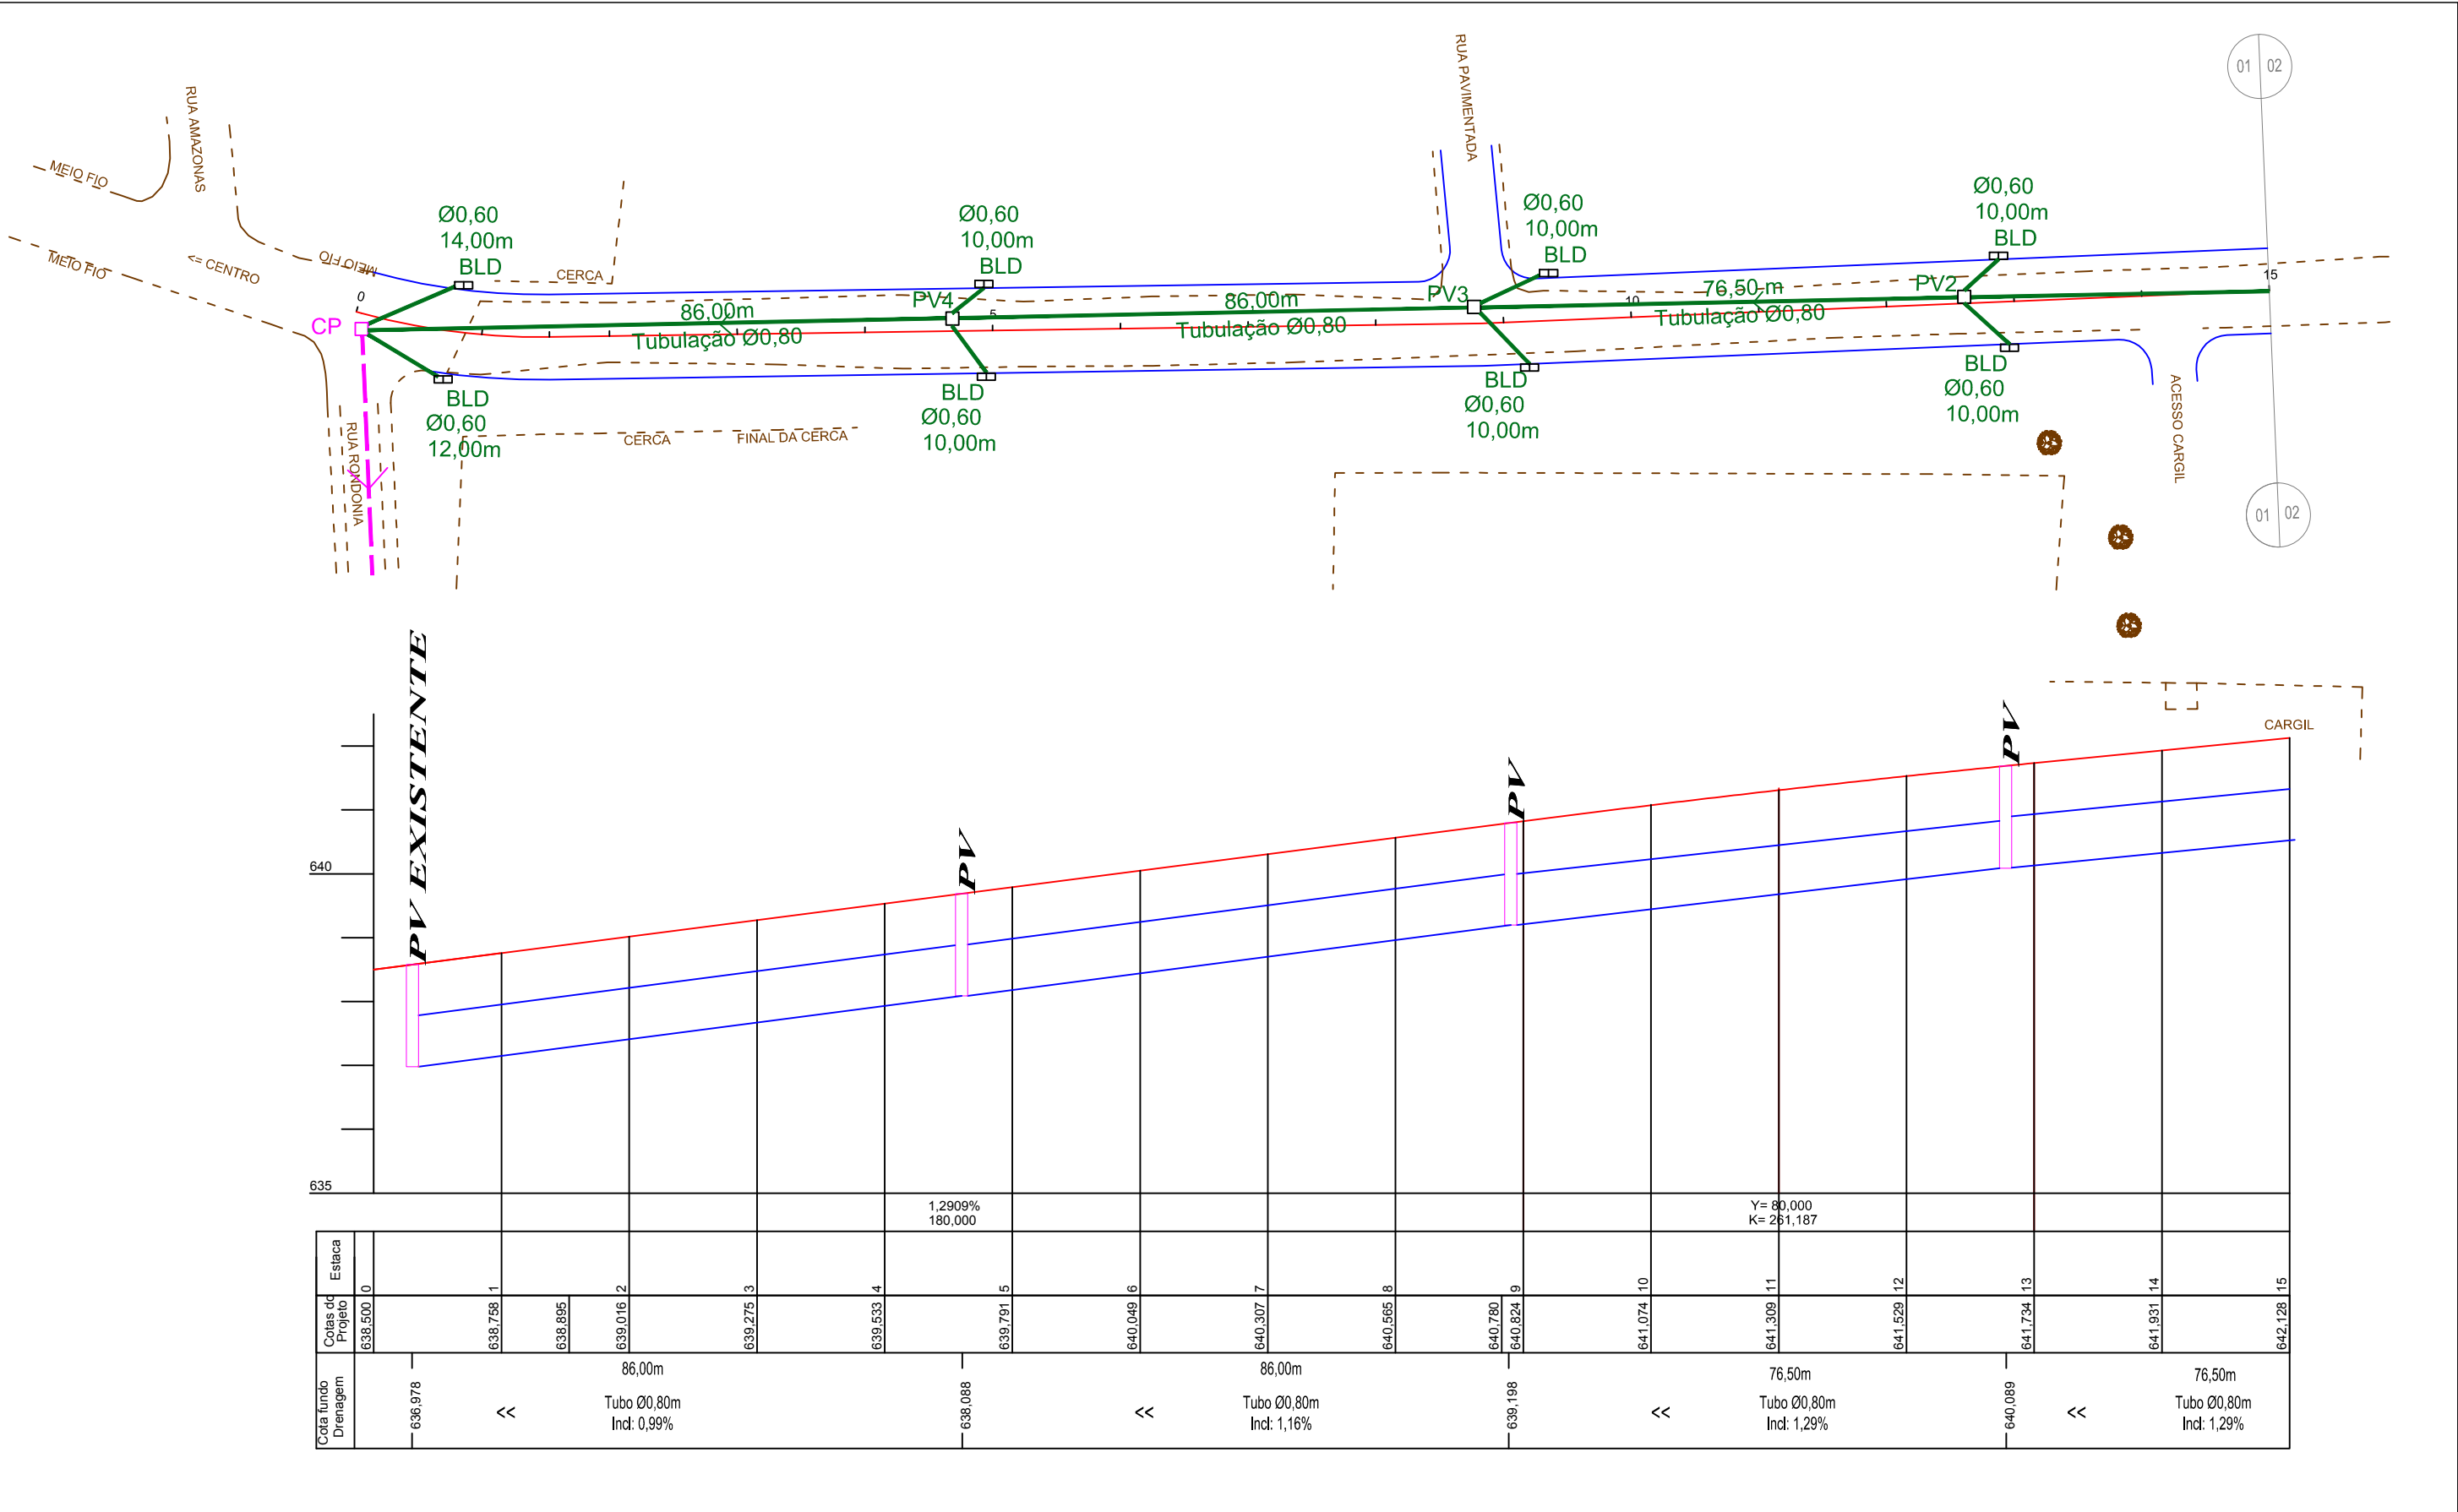 RUA PAVIMENTADA
01
02
RUA AMAZONAS
MEIO FIO
MEIO FIO
MEIO FIO
<= CENTRO
Ø0,60
14,00m
BLD
CERCA
0
CP
Ø0,60
10,00m
BLD
PV4
86,00m
Tubulação Ø0,80
5
86,00m
Tubulação Ø0,80
Ø0,60
10,00m
BLD
PV3
10
76,50 m
Tubulação Ø0,80
Ø0,60
10,00m
BLD
PV2
15
BLD
Ø0,60
12,00m
CERCA
FINAL DA CERCA
BLD
Ø0,60
10,00m
BLD
Ø0,60
10,00m
BLD
Ø0,60
10,00m
RUA RONDONIA
ACESSO CARGIL
01
02
CARGIL
PV EXISTENTE
PV
PV
PV
640
635
1,2909%
180,000
Y= 80,000
K= 261,187
Estaca
0
1
2
3
4
5
6
7
8
9
10
11
12
13
14
15
Cotas do
Projeto
638,500
638,758
638,895
639,016
639,275
639,533
639,791
640,049
640,307
640,565
640,780
640,824
641,074
641,309
641,529
641,734
641,931
642,128
Cota fundo
Drenagem
636,978
<<
86,00m
Tubo Ø0,80m
Incl: 0,99%
638,088
<<
86,00m
Tubo Ø0,80m
Incl: 1,16%
639,198
<<
76,50m
Tubo Ø0,80m
Incl: 1,29%
640,089
<<
76,50m
Tubo Ø0,80m
Incl: 1,29%